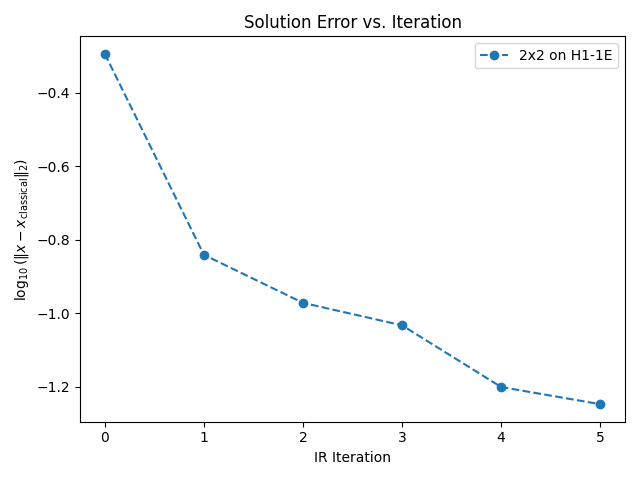 Solution Error vs. Iteration
2x2 on H1-1E
log₁₀ (‖x − x_classical‖₂)
−0.4
−0.6
−0.8
−1.0
−1.2
0 1 2 3 4 5
IR Iteration